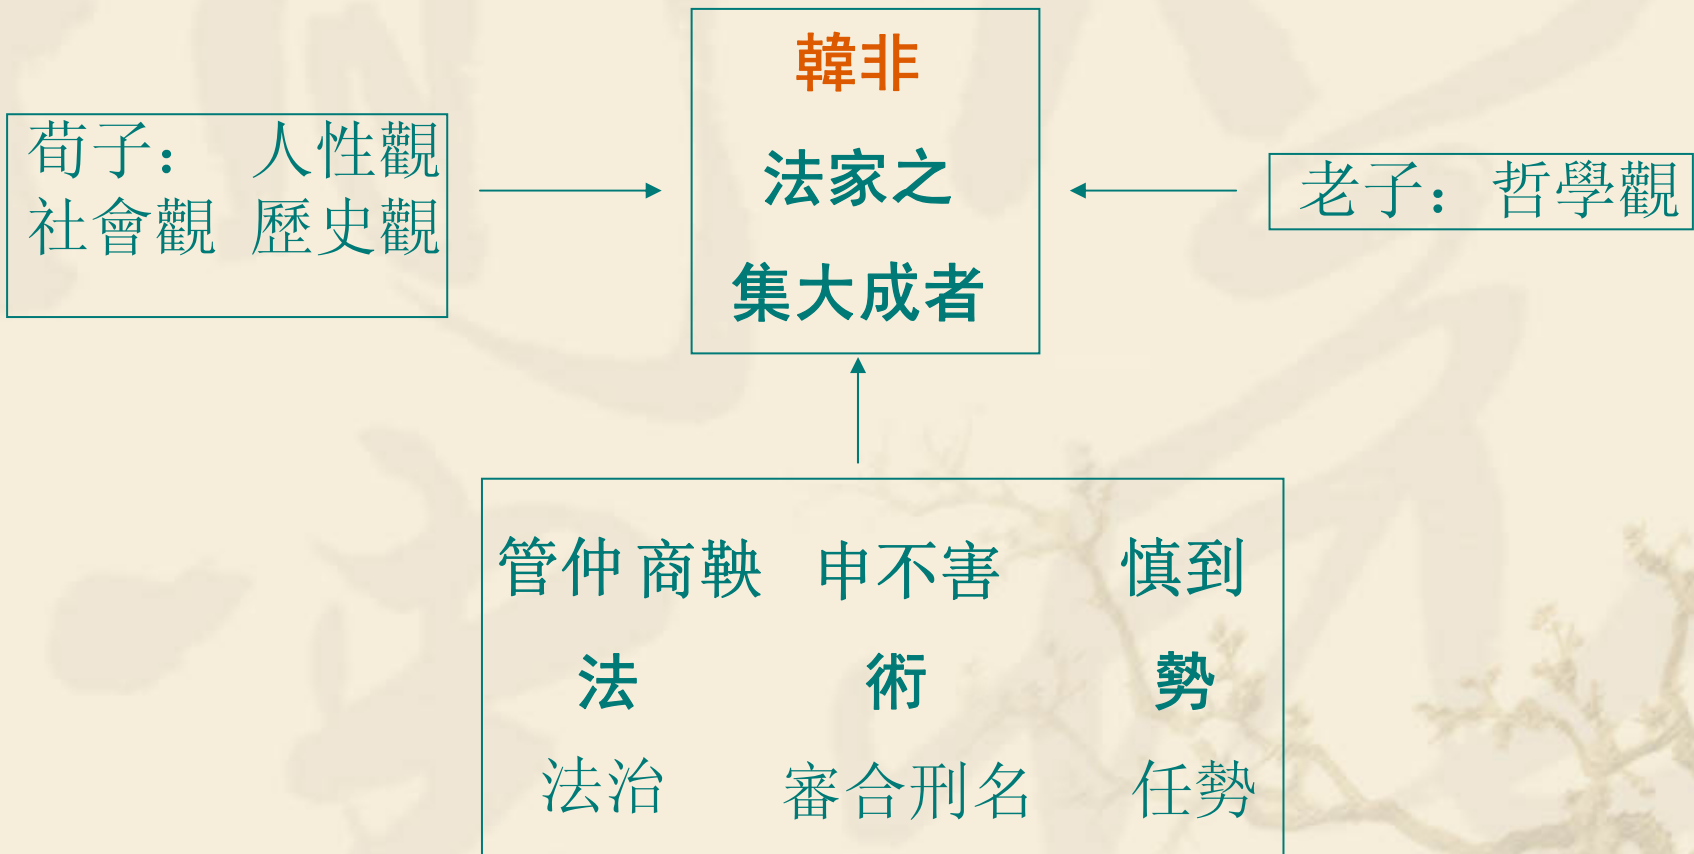 韓非
法家之
集大成者
荀子： 人性觀
社會觀 歷史觀
老子：哲學觀
管仲 商鞅 申不害 慎到
法 術 勢
法治 審合刑名 任勢